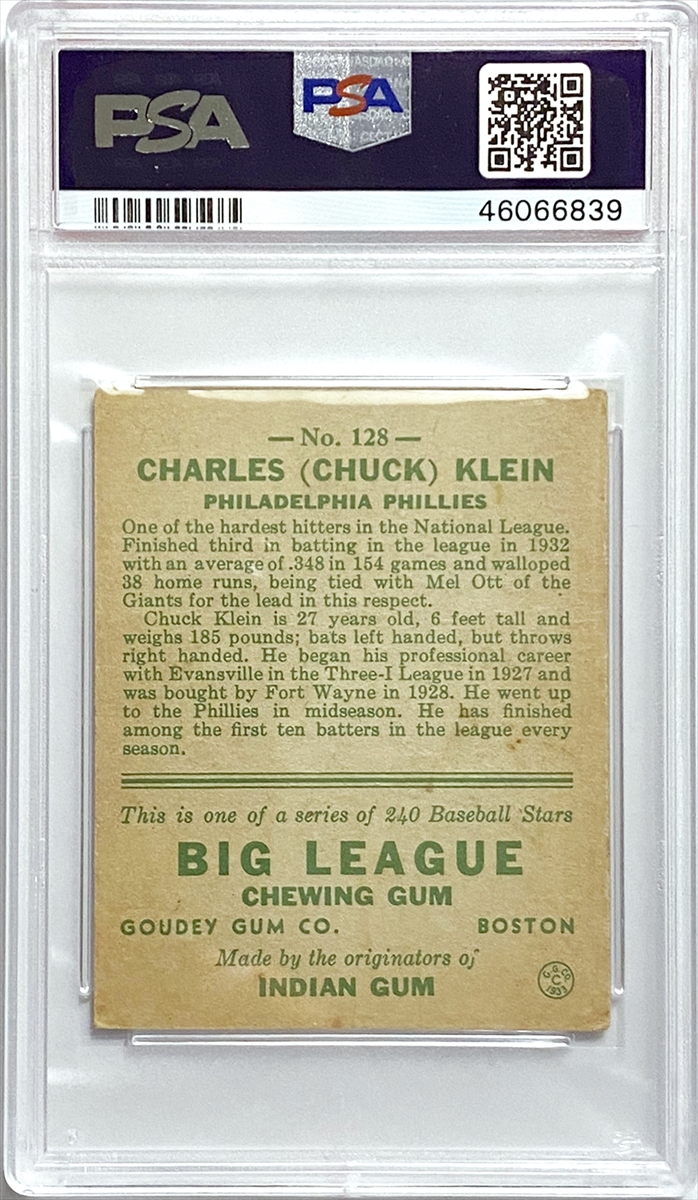 PSA
PSA
46066839
— No. 128 —
CHARLES (CHUCK) KLEIN
PHILADELPHIA PHILLIES
One of the hardest hitters in the National League.
Finished third in batting in the league in 1932
with an average of .348 in 154 games and walloped
38 home runs, being tied with Mel Ott of the
Giants for the lead in this respect.
Chuck Klein is 27 years old, 6 feet tall and
weighs 185 pounds; bats left handed, but throws
right handed. He began his professional career
with Evansville in the Three-I League in 1927 and
was bought by Fort Wayne in 1928. He went up
to the Phillies in midseason. He has finished
among the first ten batters in the league every
season.
This is one of a series of 240 Baseball Stars
BIG LEAGUE
CHEWING GUM
GOUDEY GUM CO. BOSTON
Made by the originators of
INDIAN GUM
G.G.CO.
C
1933